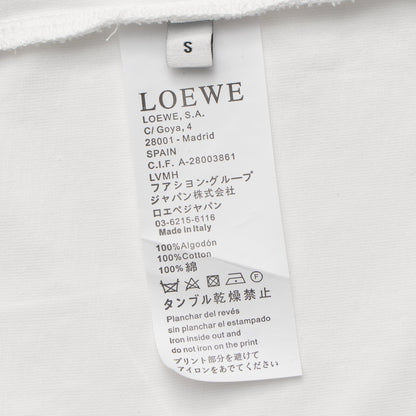 S
LOEWE
LOEWE, S.A.
C/ Goya, 4
28001 - Madrid
SPAIN
C.I.F. A-28003861
LVMH
ファション・グループ
ジャパン株式会社
ロエベジャパン
03-6215-6116
Made in Italy
100%Algodón
100%Cotton
100%綿
F
タンブル乾燥禁止
Planchar del revés
sin planchar el estampado
Iron inside out and
do not iron on the print
プリント部分を避けて
アイロンをあてて下さい